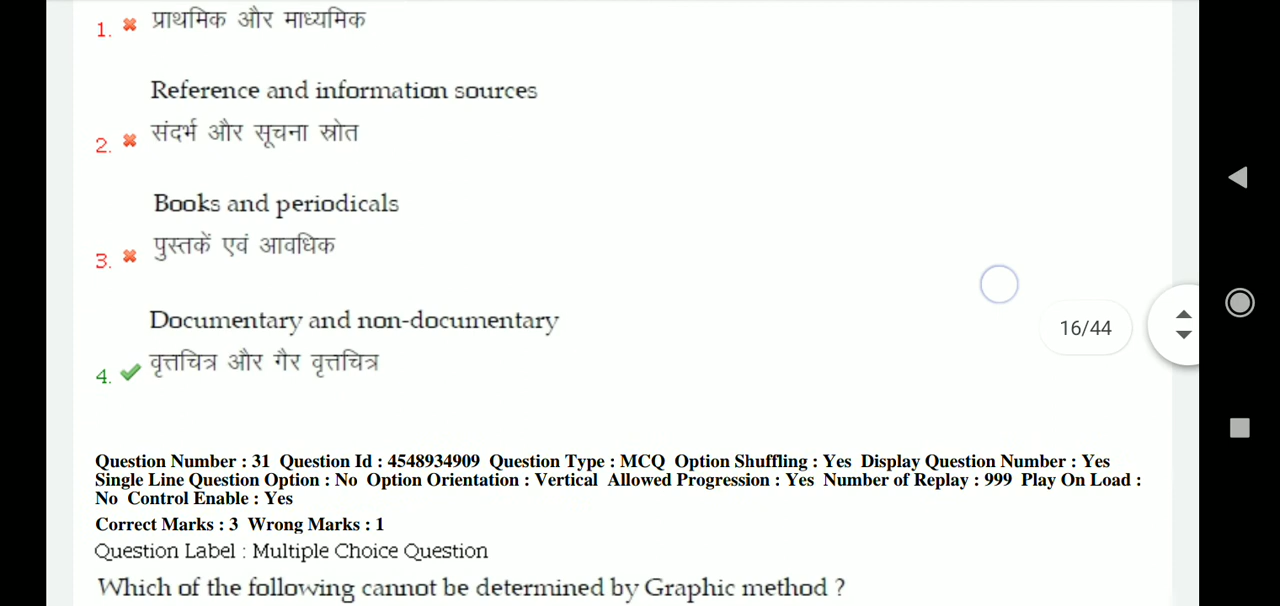 1. प्राथमिक और माध्यमिक
Reference and information sources
2. संदर्भ और सूचना स्रोत
Books and periodicals
3. पुस्तकें एवं आवधिक
Documentary and non-documentary
4. वृत्तचित्र और गैर वृत्तचित्र
16/44
Question Number : 31 Question Id : 4548934909 Question Type : MCQ Option Shuffling : Yes Display Question Number : Yes
Single Line Question Option : No Option Orientation : Vertical Allowed Progression : Yes Number of Replay : 999 Play On Load :
No Control Enable : Yes
Correct Marks : 3 Wrong Marks : 1
Question Label : Multiple Choice Question
Which of the following cannot be determined by Graphic method ?